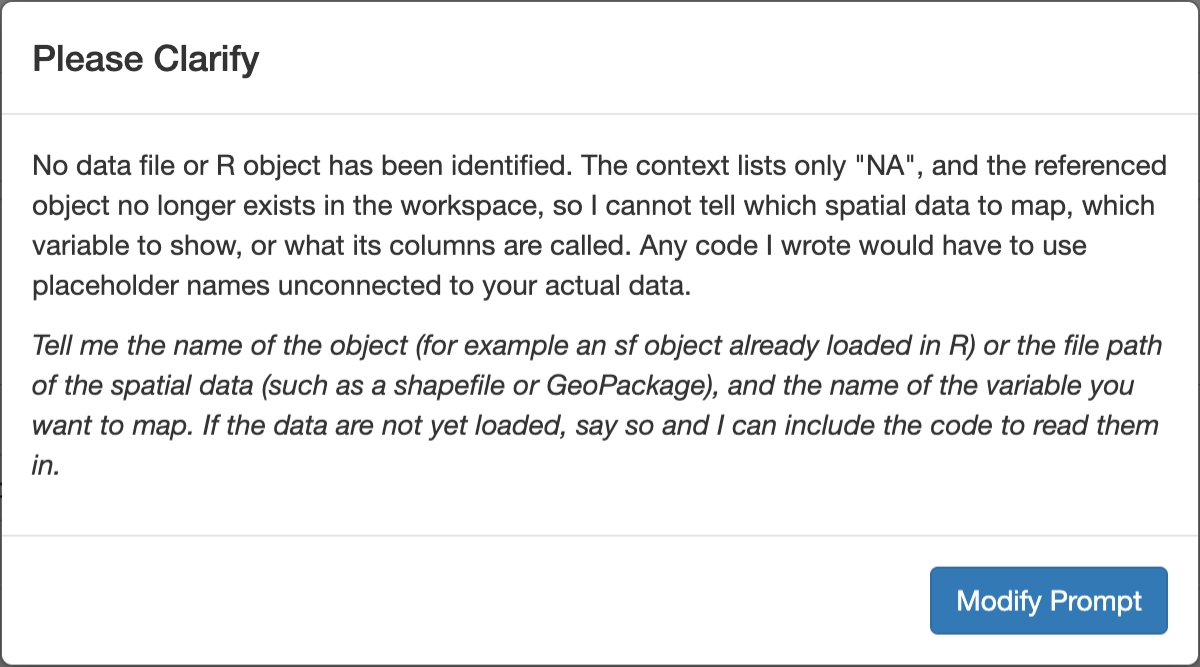 Please Clarify
No data file or R object has been identified. The context lists only "NA", and the referenced
object no longer exists in the workspace, so I cannot tell which spatial data to map, which
variable to show, or what its columns are called. Any code I wrote would have to use
placeholder names unconnected to your actual data.
Tell me the name of the object (for example an sf object already loaded in R) or the file path
of the spatial data (such as a shapefile or GeoPackage), and the name of the variable you
want to map. If the data are not yet loaded, say so and I can include the code to read them
in.
Modify Prompt